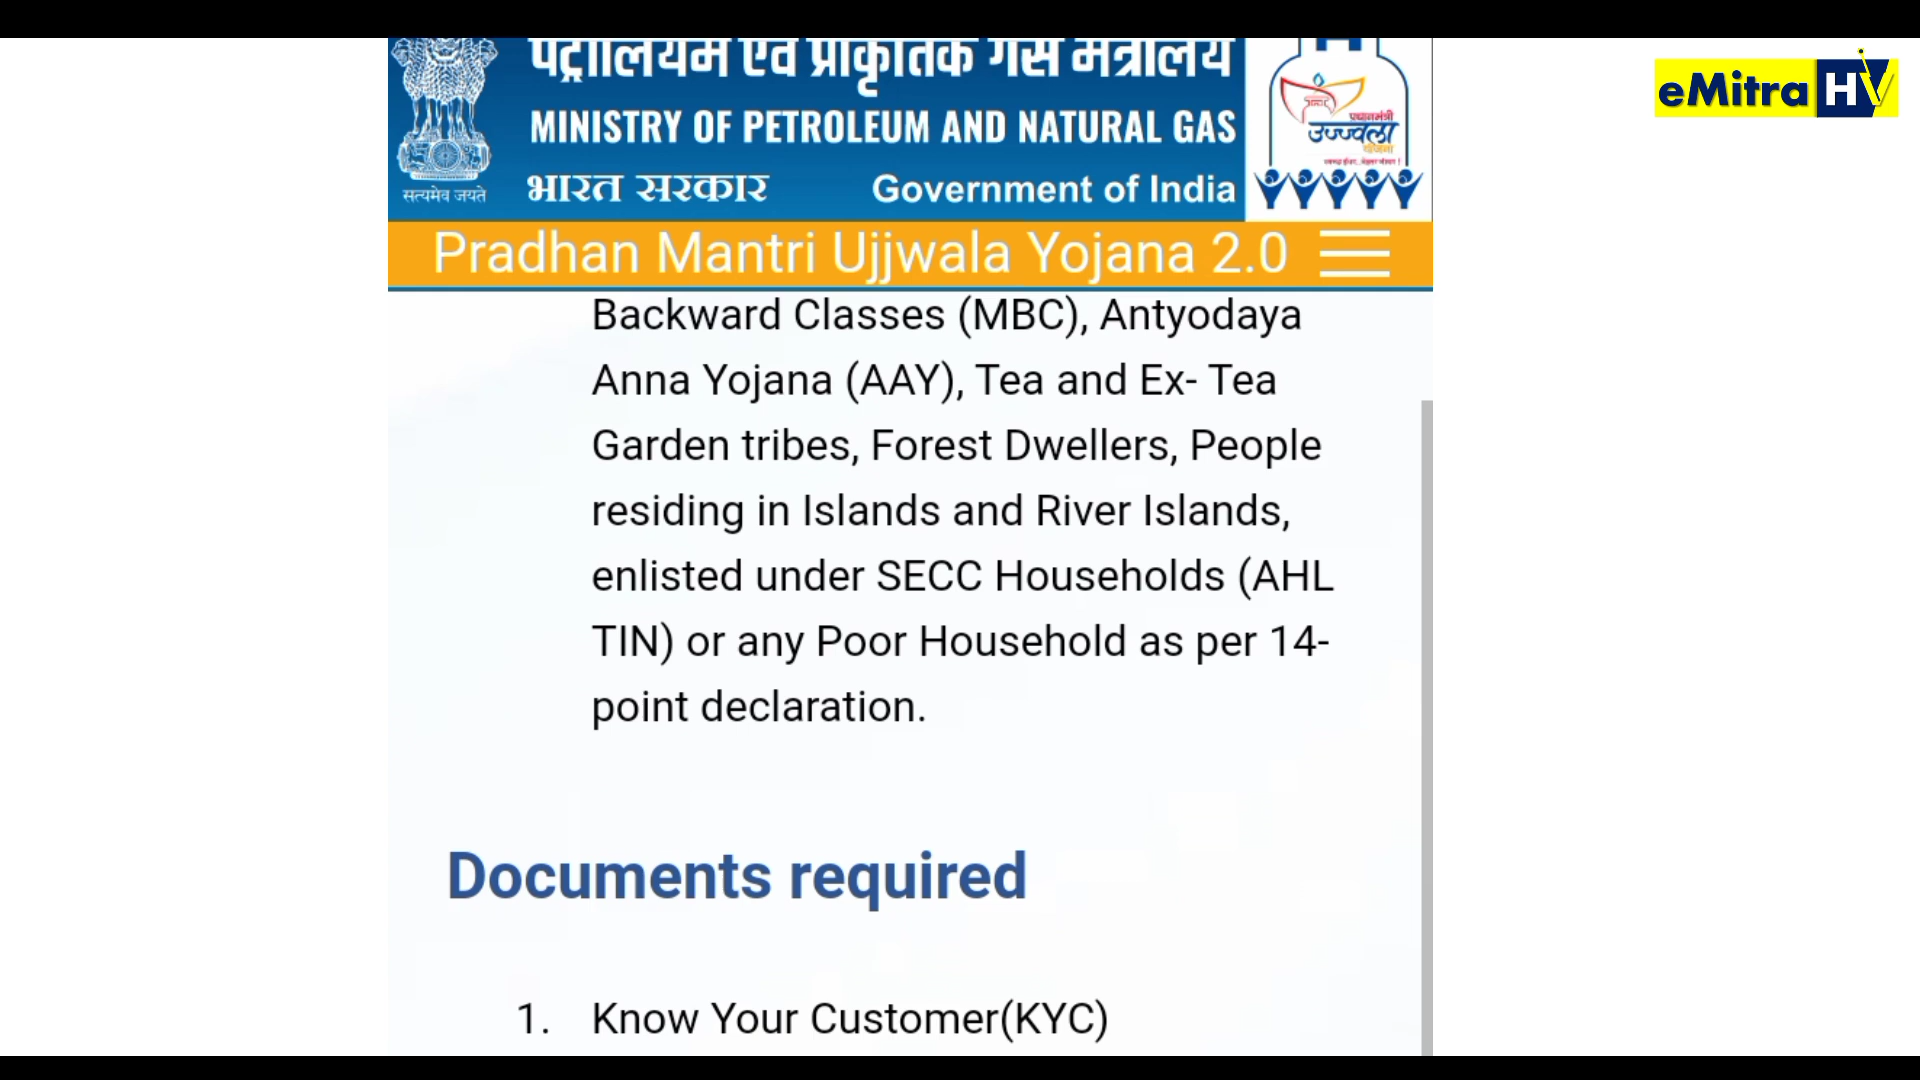 पेट्रोलियम एवं प्राकृतिक गैस मंत्रालय
MINISTRY OF PETROLEUM AND NATURAL GAS
भारत सरकार Government of India
सत्यमेव जयते
प्रधानमंत्री
उज्ज्वला
योजना
eMitra HV
Pradhan Mantri Ujjwala Yojana 2.0
Backward Classes (MBC), Antyodaya
Anna Yojana (AAY), Tea and Ex- Tea
Garden tribes, Forest Dwellers, People
residing in Islands and River Islands,
enlisted under SECC Households (AHL
TIN) or any Poor Household as per 14-
point declaration.
Documents required
1. Know Your Customer(KYC)